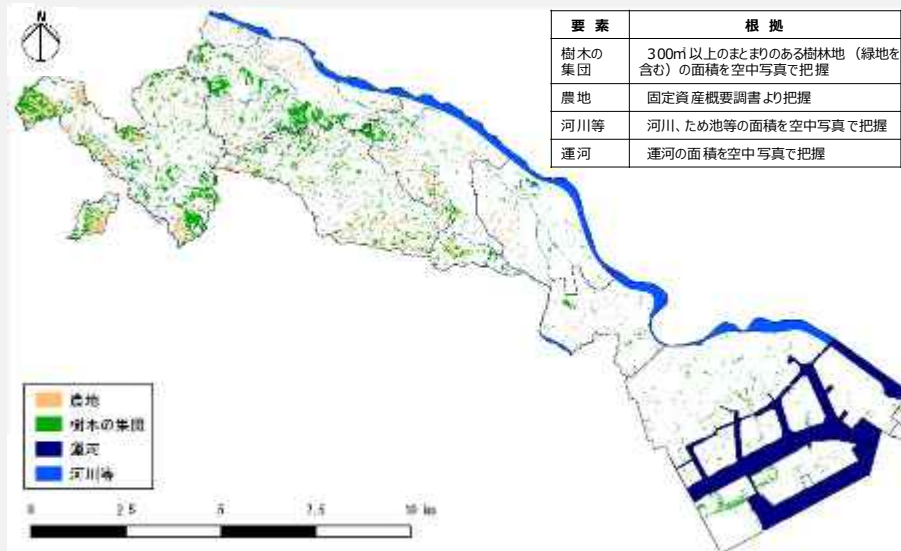 N
要 素 根 拠
樹木の
集団
300㎡以上のまとまりのある樹林地（緑地を
含む）の面積を空中写真で把握
農地 固定資産概要調書より把握
河川等 河川、ため池等の面積を空中写真で把握
運河 運河の面積を空中写真で把握
農地
樹木の集団
運河
河川等
0 2.5 5 7.5 10 km